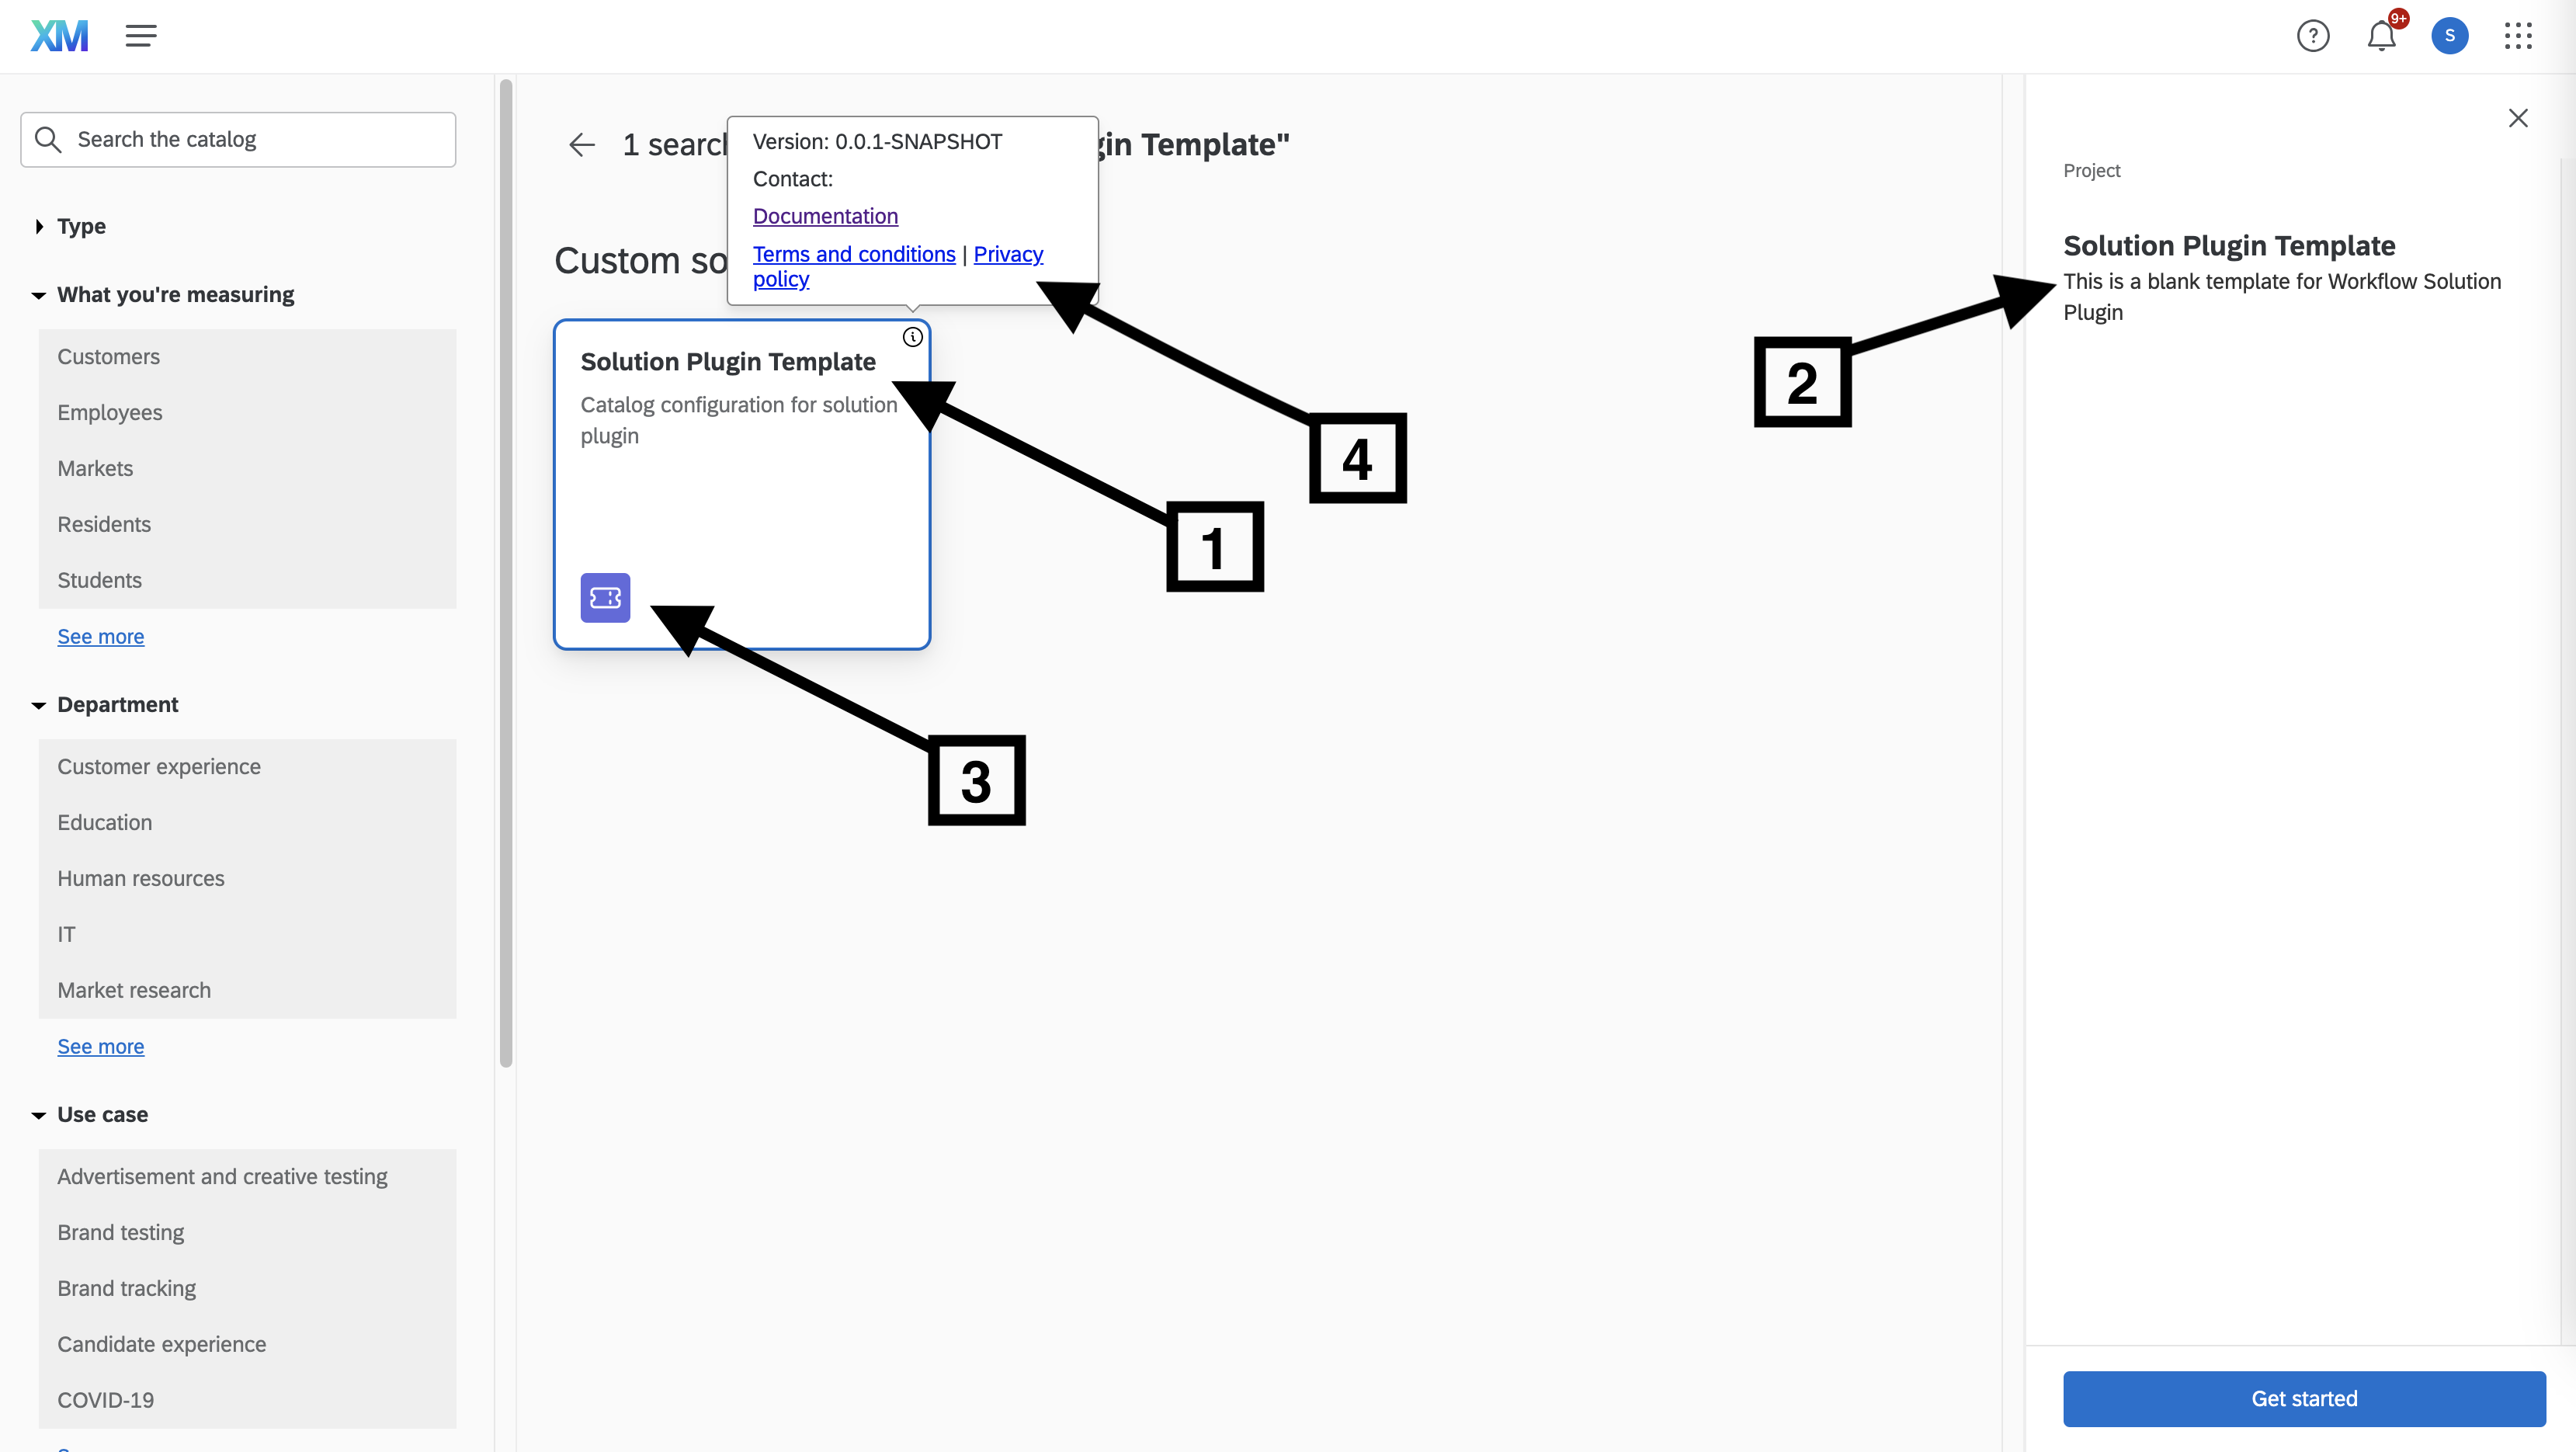 XM
9+
S
Search the catalog
Type
What you're measuring
Customers
Employees
Markets
Residents
Students
See more
Department
Customer experience
Education
Human resources
IT
Market research
See more
Use case
Advertisement and creative testing
Brand testing
Brand tracking
Candidate experience
COVID-19
1 search
gin Template"
Version: 0.0.1-SNAPSHOT
Contact:
Documentation
Terms and conditions | Privacy
policy
Custom so
Solution Plugin Template
Catalog configuration for solution
plugin
4
1
3
2
Project
Solution Plugin Template
This is a blank template for Workflow Solution
Plugin
Get started